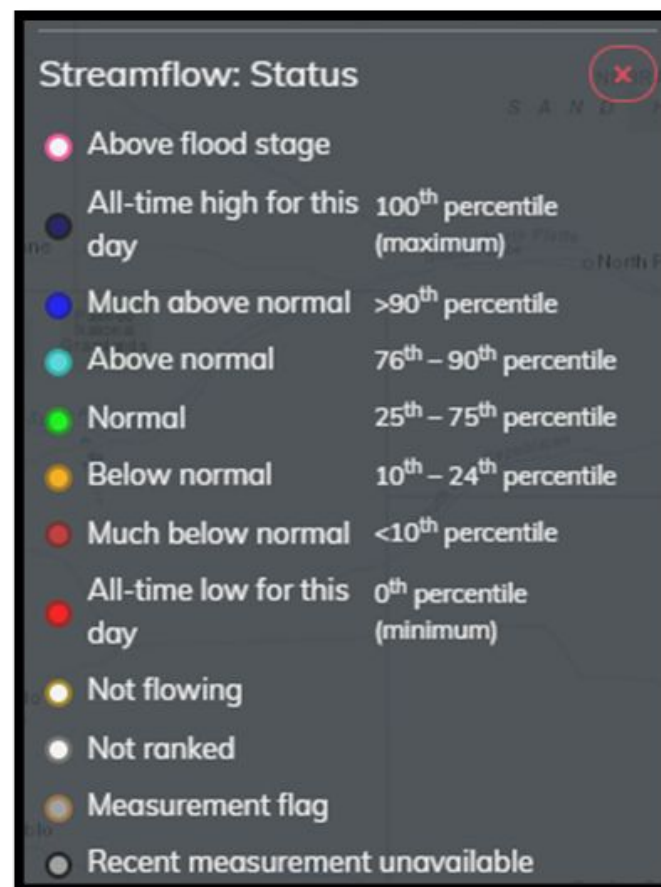 Streamflow: Status
×
S A N D
Above flood stage
All-time high for this day
100th percentile (maximum)
North P
Much above normal >90th percentile
Above normal 76th – 90th percentile
Normal 25th – 75th percentile
Below normal 10th – 24th percentile
Much below normal <10th percentile
All-time low for this day
0th percentile (minimum)
Not flowing
Not ranked
Measurement flag
Recent measurement unavailable